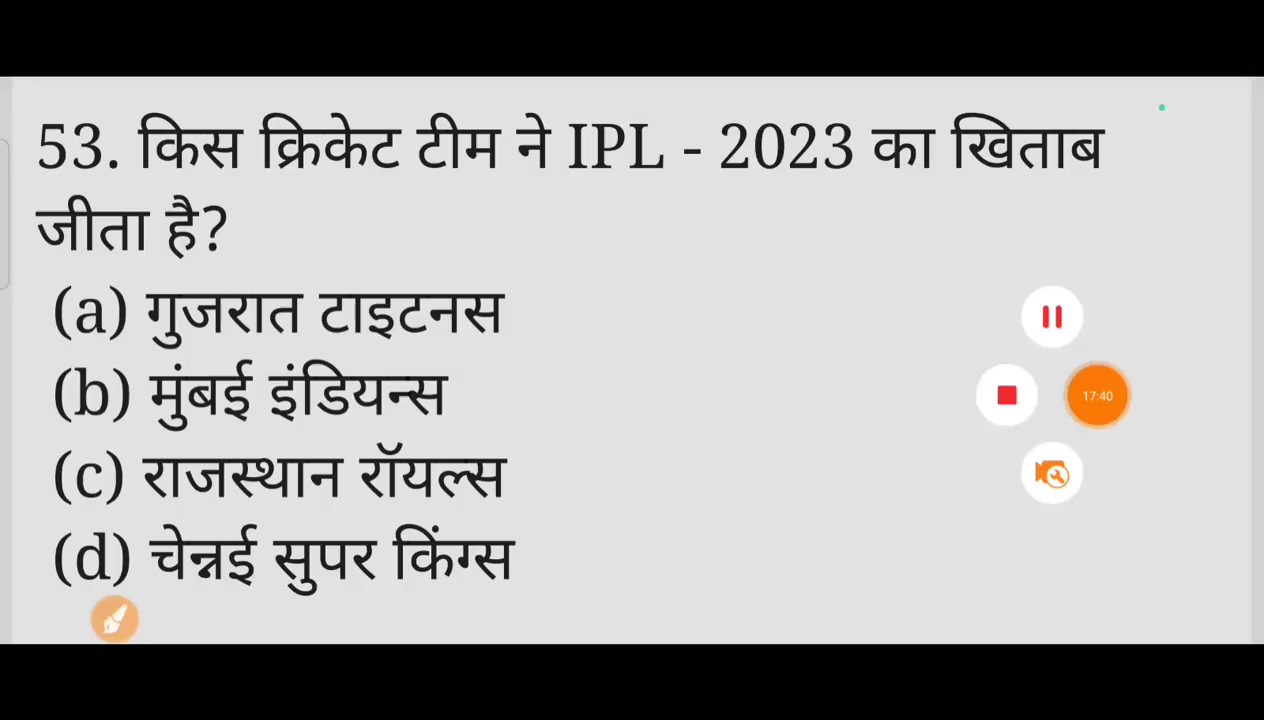 53. किस क्रिकेट टीम ने IPL - 2023 का खिताब
जीता है?
(a) गुजरात टाइटनस
(b) मुंबई इंडियन्स
(c) राजस्थान रॉयल्स
(d) चेन्नई सुपर किंग्स
17:40